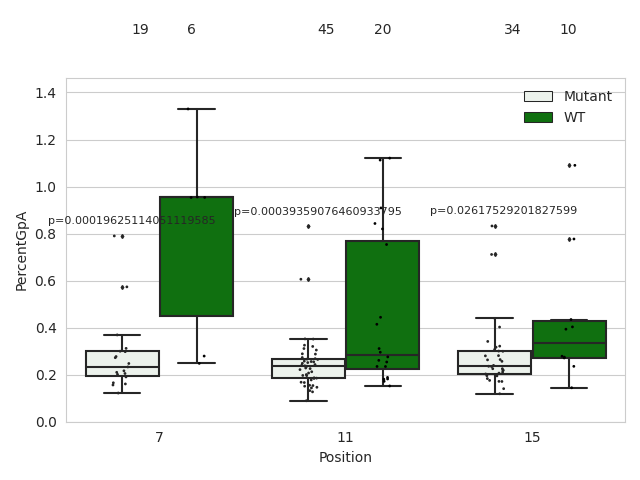 19 6 45 20 34 10
Mutant
WT
p=0.00019625114051119585
p=0.00039359076460933795
p=0.02617529201827599
PercentGpA
1.4
1.2
1.0
0.8
0.6
0.4
0.2
0.0
7 11 15
Position